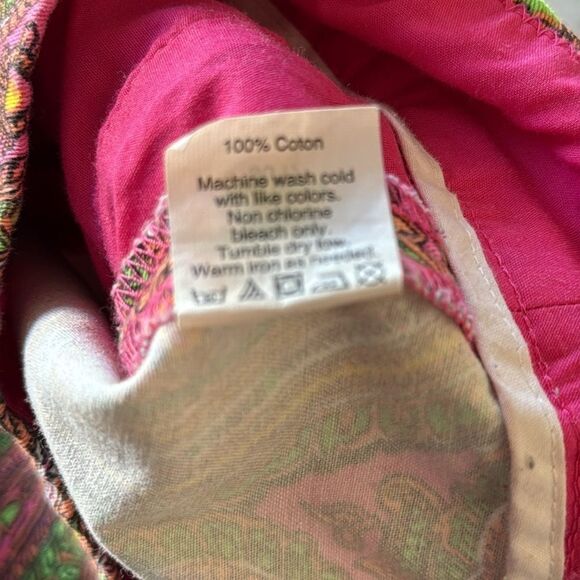 100% Coton
Machine wash cold
with like colors.
Non chlorine
bleach only.
Tumble dry low.
Warm iron as needed.